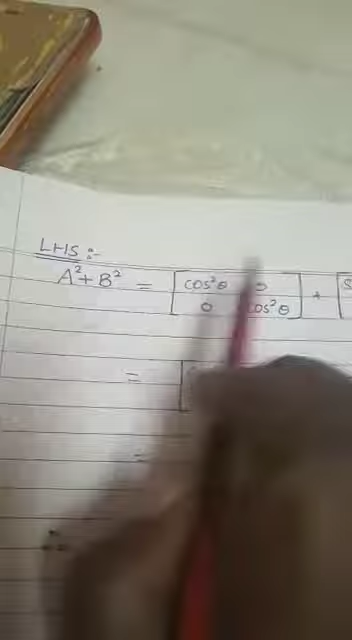 LHS :-
A² + B² = [cos²θ 0 ] + [
0 cos²θ
= [
=